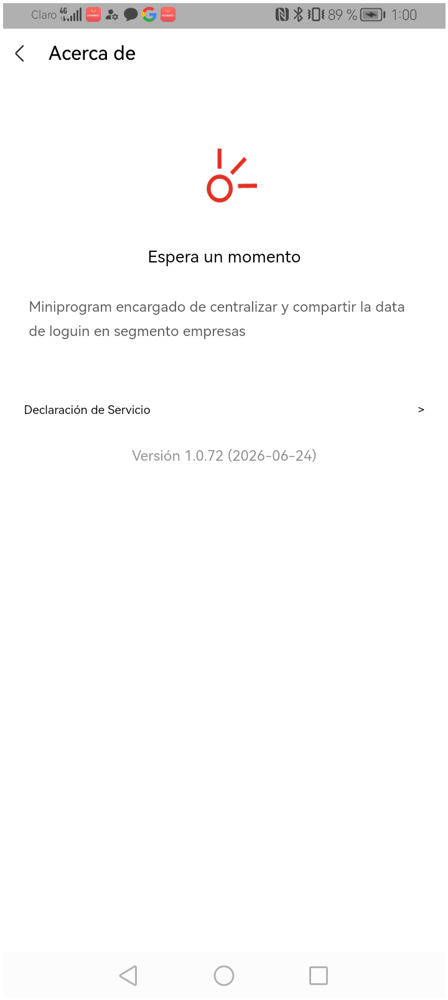 Claro 4G 89 % 1:00
Acerca de
Espera un momento
Miniprogram encargado de centralizar y compartir la data
de loguin en segmento empresas
Declaración de Servicio >
Versión 1.0.72 (2026-06-24)